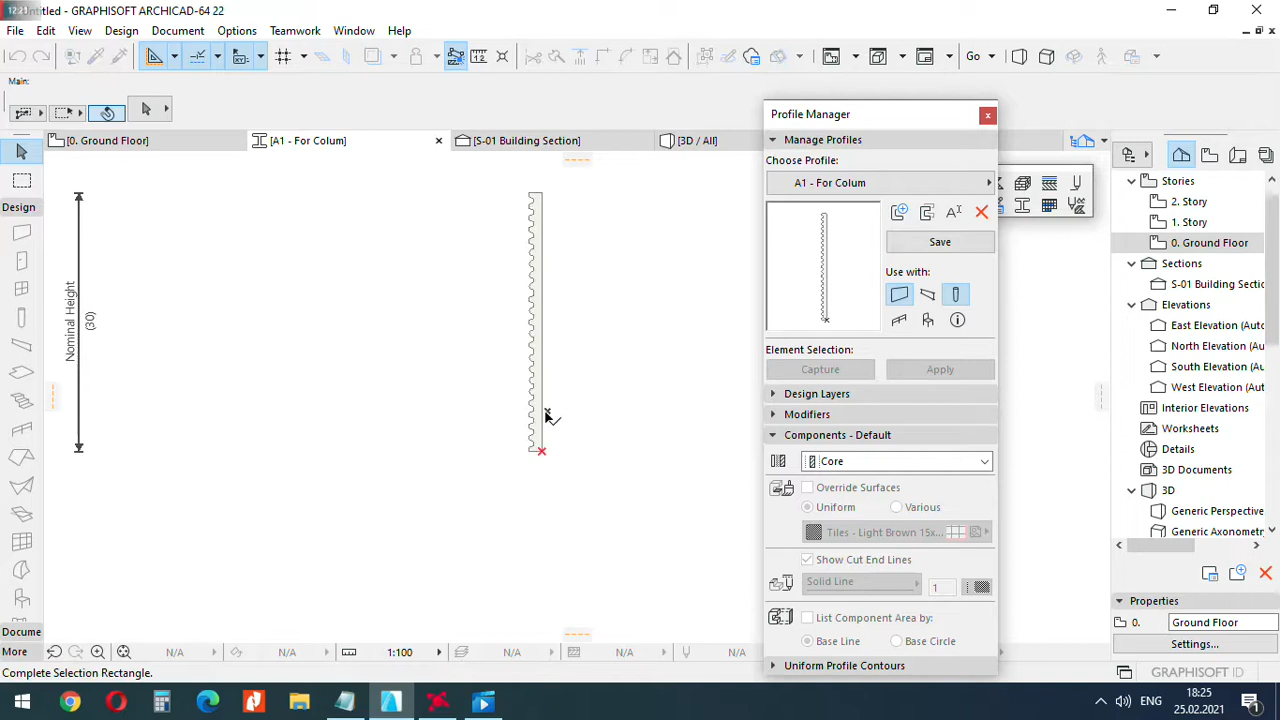 12:21
Untitled - GRAPHISOFT ARCHICAD-64 22
File Edit View Design Document Options Teamwork Window Help
Go
Main:
[0. Ground Floor]
[A1 - For Colum]
[S-01 Building Section]
[3D / All]
Design
Nominal Height
(30)
Docume
More
Profile Manager
Manage Profiles
Choose Profile:
A1 - For Colum
Save
Use with:
Element Selection:
Capture
Apply
Design Layers
Modifiers
Components - Default
Core
Override Surfaces
Uniform
Various
Tiles - Light Brown 15x...
Show Cut End Lines
Solid Line
1
List Component Area by:
Base Line
Base Circle
Uniform Profile Contours
Stories
2. Story
1. Story
0. Ground Floor
Sections
S-01 Building Sectio
Elevations
East Elevation (Aut
North Elevation (Au
South Elevation (Au
West Elevation (Aut
Interior Elevations
Worksheets
Details
3D Documents
3D
Generic Perspective
Generic Axonometr
Properties
0.
Ground Floor
Settings...
GRAPHISOFT ID
N/A
N/A
1:100
N/A
N/A
N/A
Complete Selection Rectangle.
ENG
18:25
25.02.2021
1